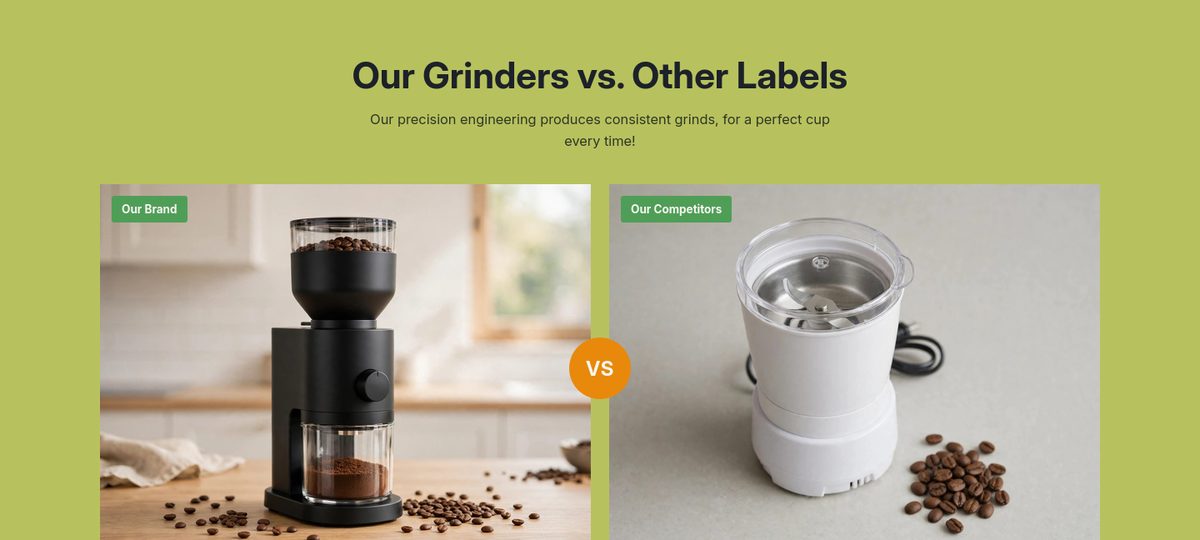 Our Grinders vs. Other Labels
Our precision engineering produces consistent grinds, for a perfect cup
every time!
Our Brand
Our Competitors
VS